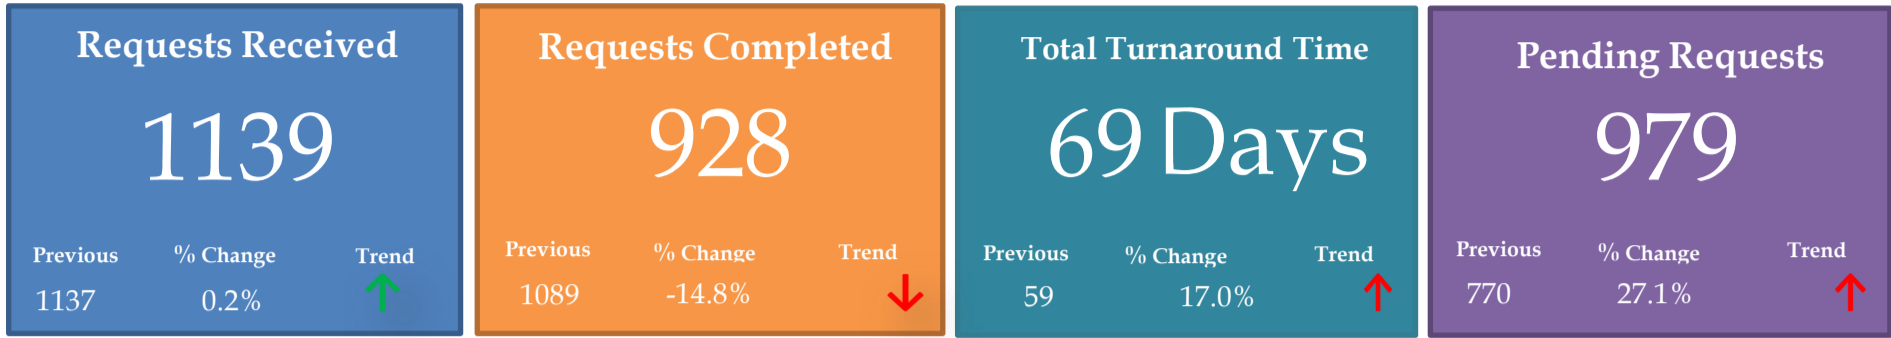 Requests Received
1139
Previous % Change Trend
1137 0.2%
Requests Completed
928
Previous % Change Trend
1089 -14.8%
Total Turnaround Time
69 Days
Previous % Change Trend
59 17.0%
Pending Requests
979
Previous % Change Trend
770 27.1%